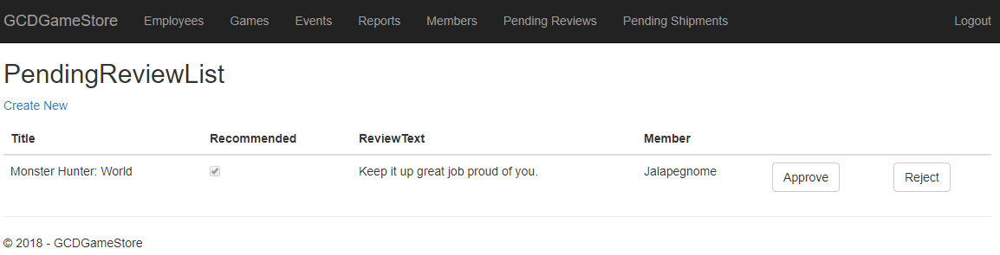 GCDGameStore Employees Games Events Reports Members Pending Reviews Pending Shipments Logout
PendingReviewList
Create New
Title Recommended ReviewText Member
Monster Hunter: World Keep it up great job proud of you. Jalapegnome Approve Reject
© 2018 - GCDGameStore